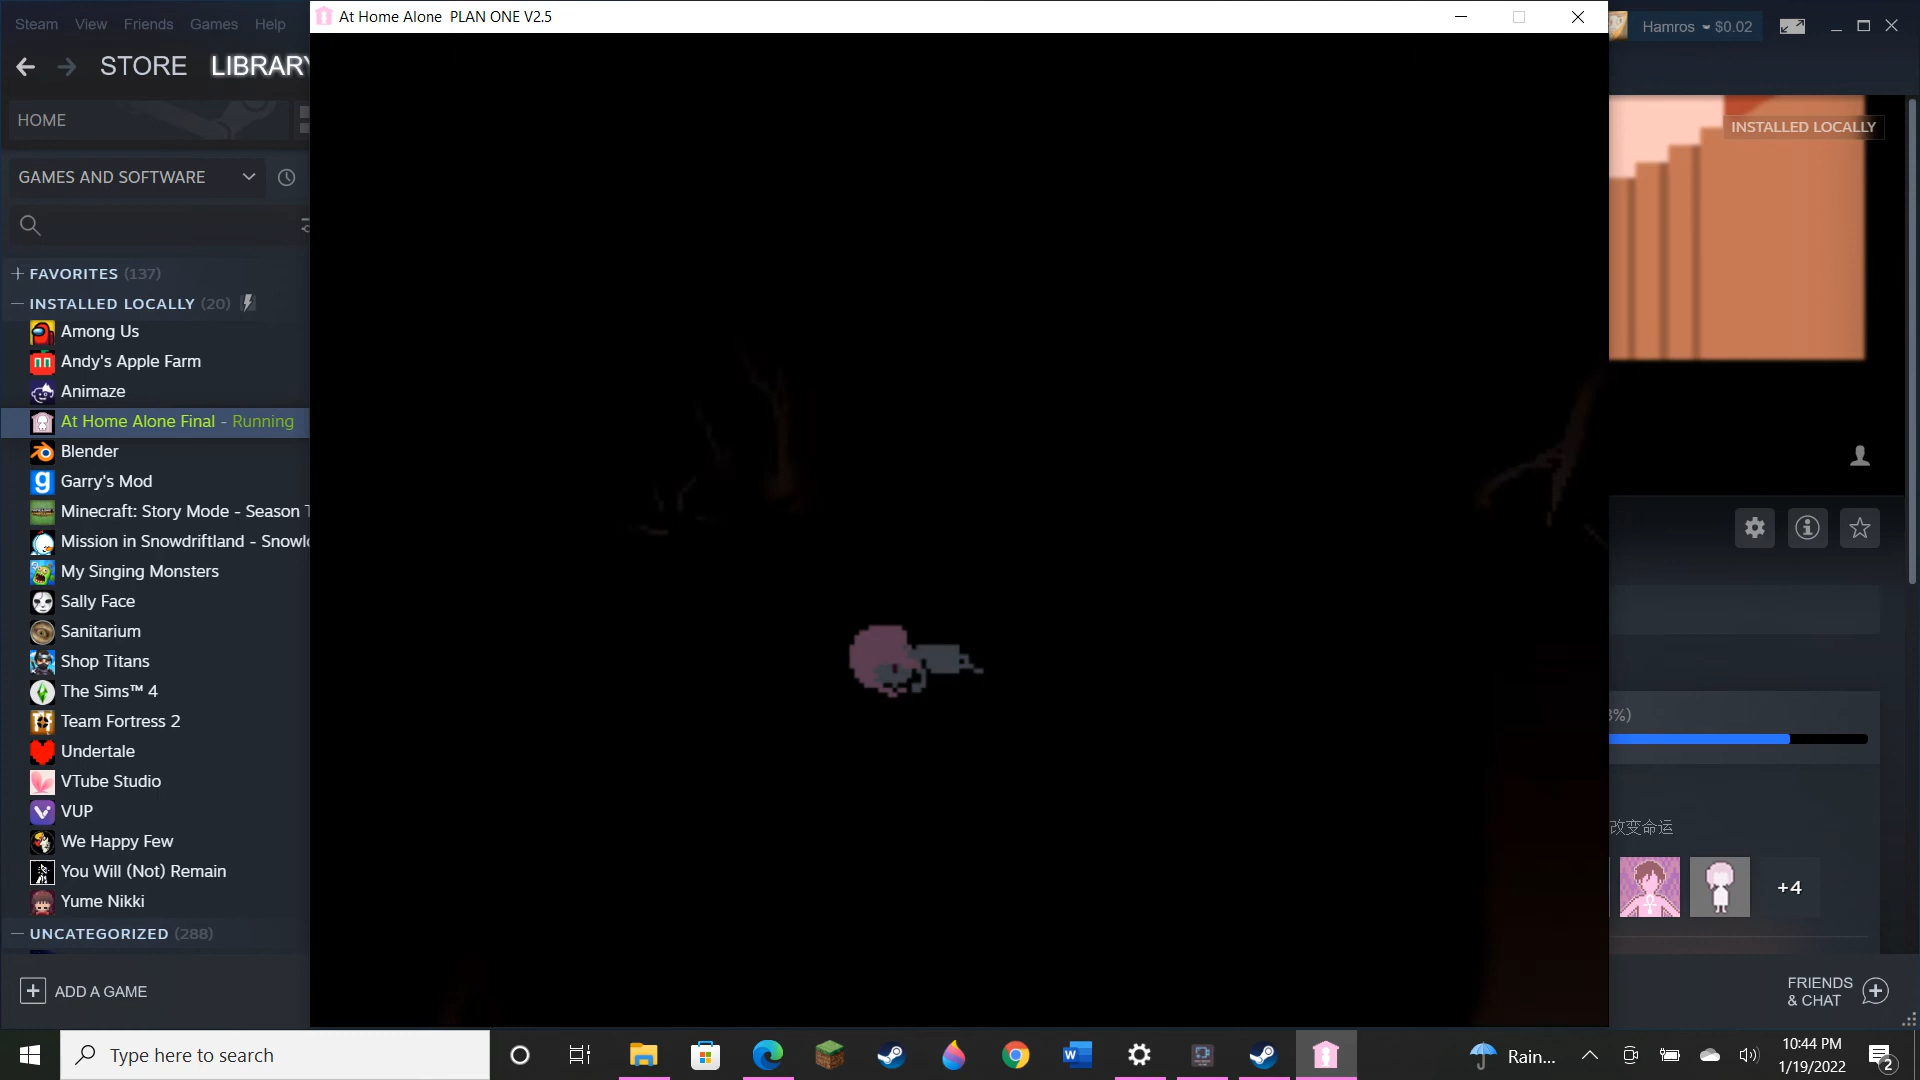 At Home Alone PLAN ONE V2.5
Steam View Friends Games Help
Hamros $0.02
STORE LIBRARY
HOME
INSTALLED LOCALLY
GAMES AND SOFTWARE
FAVORITES (137)
INSTALLED LOCALLY (20)
Among Us
Andy's Apple Farm
Animaze
At Home Alone Final - Running
Blender
Garry's Mod
Minecraft: Story Mode - Season
Mission in Snowdriftland -
My Singing Monsters
Sally Face
Sanitarium
Shop Titans
The Sims™ 4
Team Fortress 2
Undertale
VTube Studio
VUP
We Happy Few
You Will (Not) Remain
Yume Nikki
UNCATEGORIZED (288)
%)
改变命运
+4
ADD A GAME
FRIENDS
& CHAT
Type here to search
Rain...
10:44 PM
1/19/2022
2